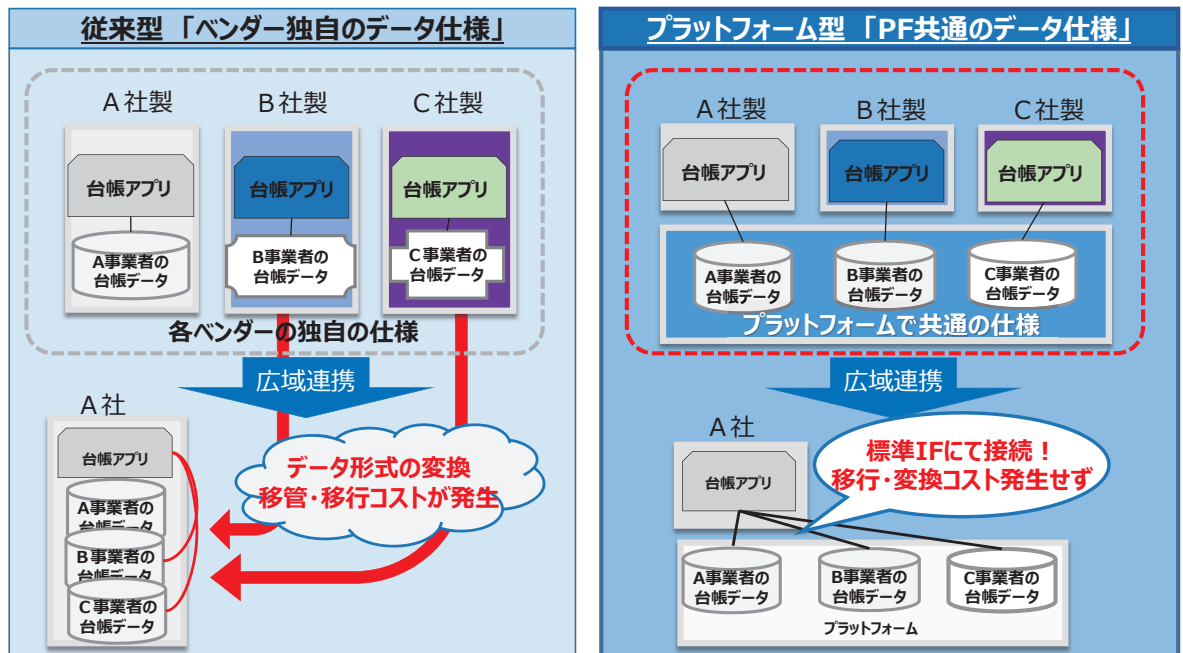 従来型 「ベンダー独自のデータ仕様」
A社製
B社製
C社製
台帳アプリ
台帳アプリ
台帳アプリ
A事業者の
台帳データ
B事業者の
台帳データ
C事業者の
台帳データ
各ベンダーの独自の仕様
広域連携
A社
台帳アプリ
A事業者の
台帳データ
B事業者の
台帳データ
C事業者の
台帳データ
データ形式の変換
移管・移行コストが発生
プラットフォーム型 「PF共通のデータ仕様」
A社製
B社製
C社製
台帳アプリ
台帳アプリ
台帳アプリ
A事業者の
台帳データ
B事業者の
台帳データ
C事業者の
台帳データ
プラットフォームで共通の仕様
広域連携
A社
台帳アプリ
標準IFにて接続！
移行・変換コスト発生せず
A事業者の
台帳データ
B事業者の
台帳データ
C事業者の
台帳データ
プラットフォーム